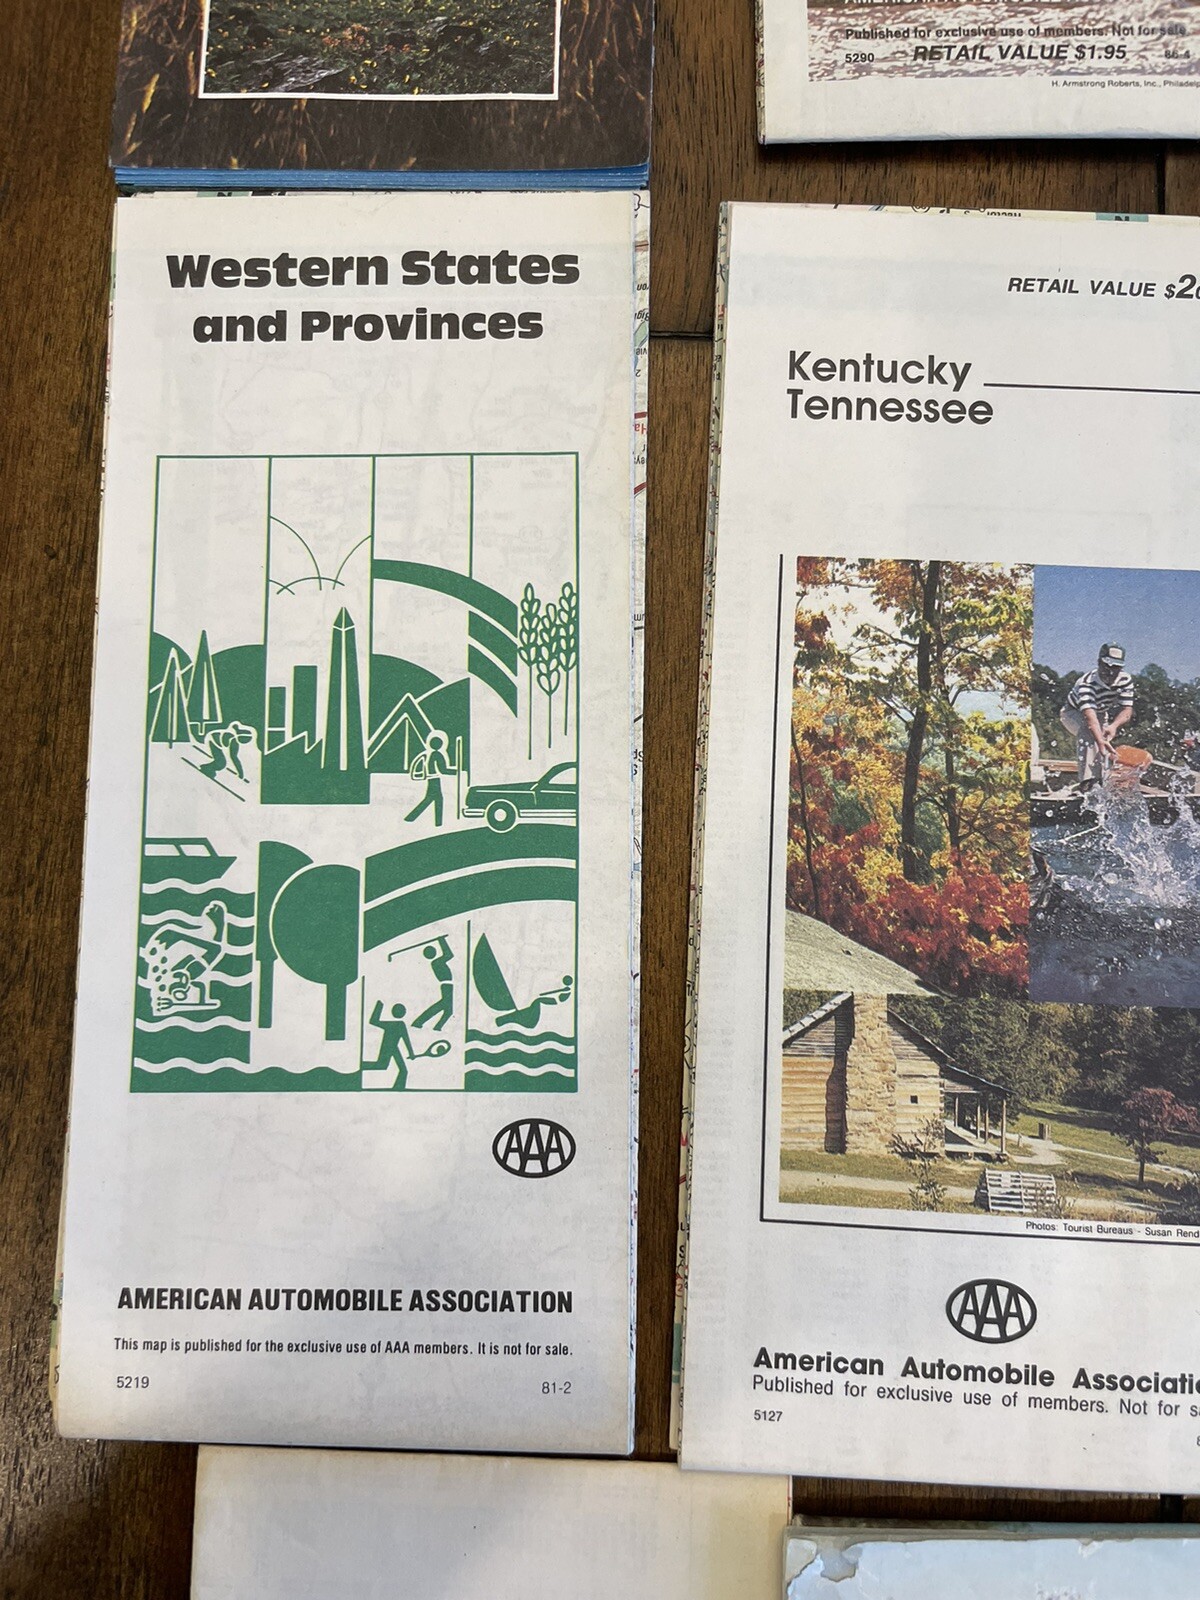 Published for exclusive use of members. Not for sale
5290 RETAIL VALUE $1.95 86-4
H. Armstrong Roberts, Inc.,
Western States
and Provinces
AAA
AMERICAN AUTOMOBILE ASSOCIATION
This map is published for the exclusive use of AAA members. It is not for sale.
5219 81-2
RETAIL VALUE $2
Kentucky
Tennessee
Photos: Tourist Bureaus - Susan
AAA
American Automobile
Published for exclusive use of members. Not for
5127